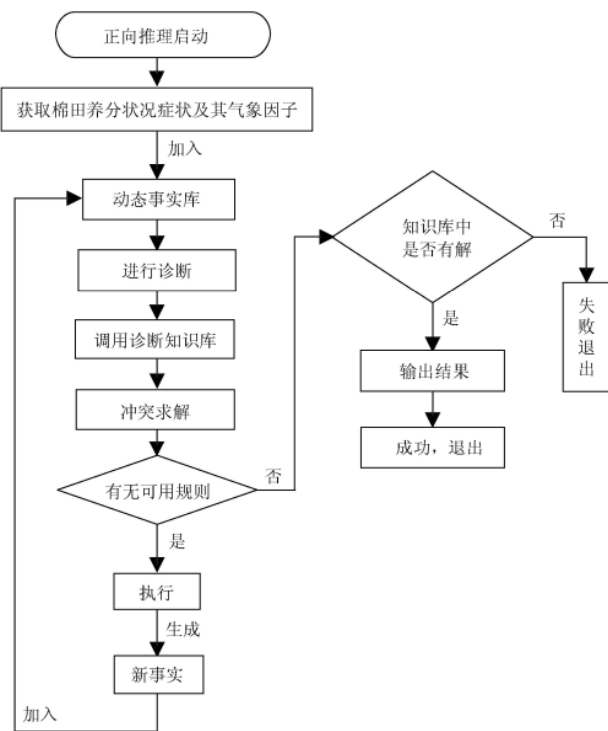 正向推理启动
获取棉田养分状况症状及其气象因子
加入
动态事实库
进行诊断
调用诊断知识库
冲突求解
有无可用规则
否
是
执行
生成
新事实
加入
知识库中
是否有解
否
是
输出结果
成功，退出
失
败
退
出